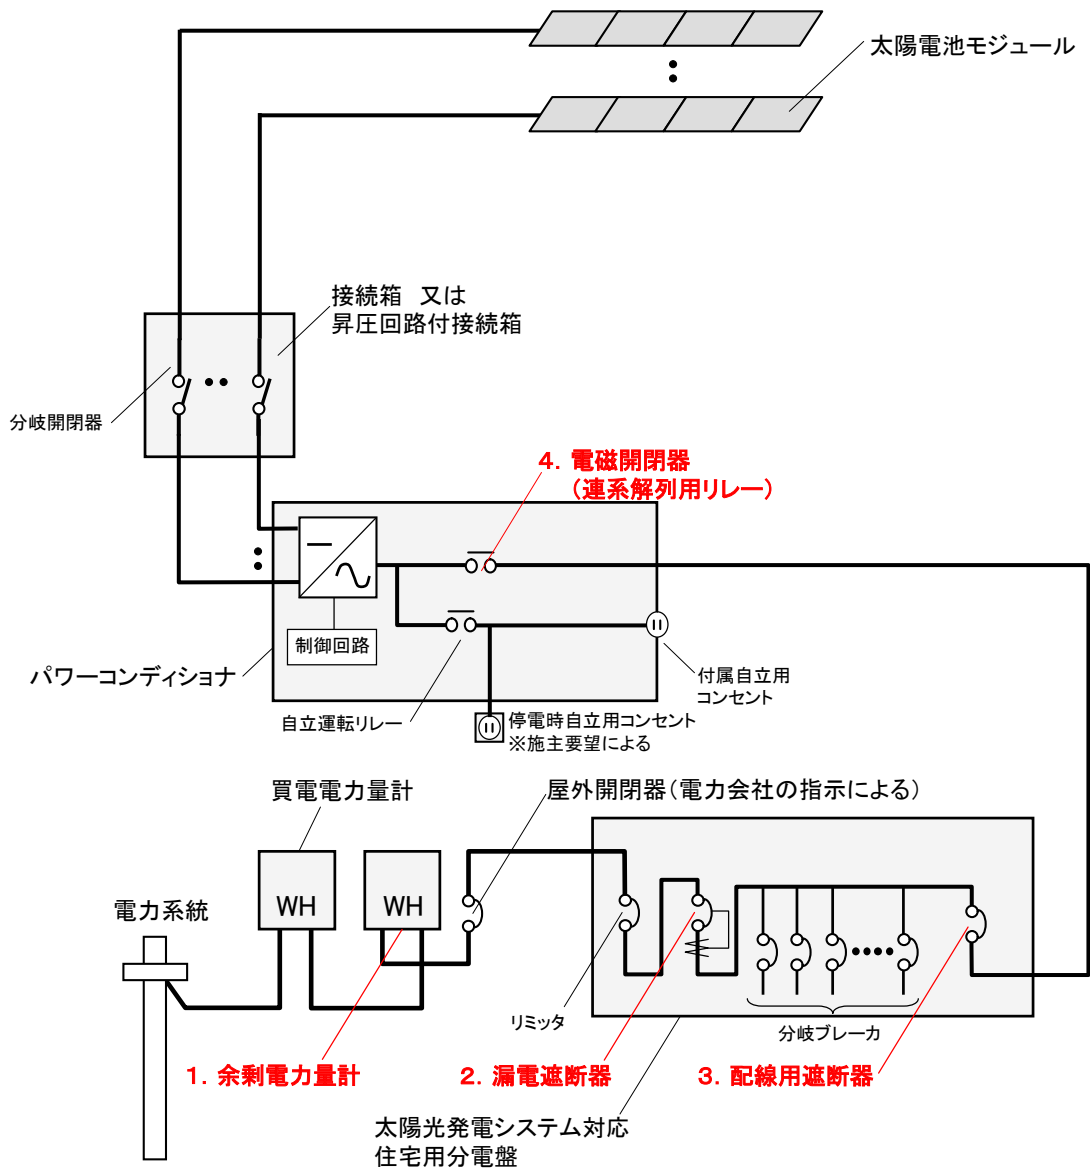 太陽電池モジュール
接続箱　又は
昇圧回路付接続箱
分岐開閉器
4. 電磁開閉器
（連系解列用リレー）
制御回路
パワーコンディショナ
付属自立用
コンセント
自立運転リレー
停電時自立用コンセント
※施主要望による
買電電力量計
屋外開閉器（電力会社の指示による）
WH
WH
電力系統
リミッタ
分岐ブレーカ
1. 余剰電力量計
2. 漏電遮断器
3. 配線用遮断器
太陽光発電システム対応
住宅用分電盤